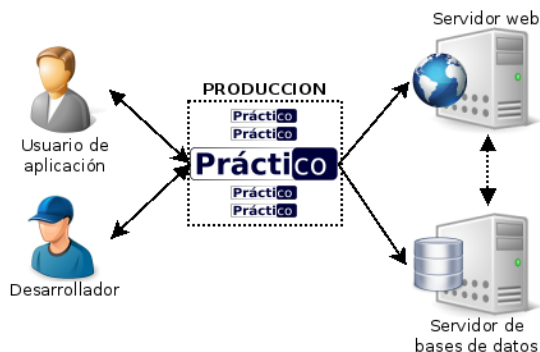 Servidor web
PRODUCCION
Práctico
Práctico
Práctico
Práctico
Práctico
Usuario de
aplicación
Desarrollador
Servidor de
bases de datos